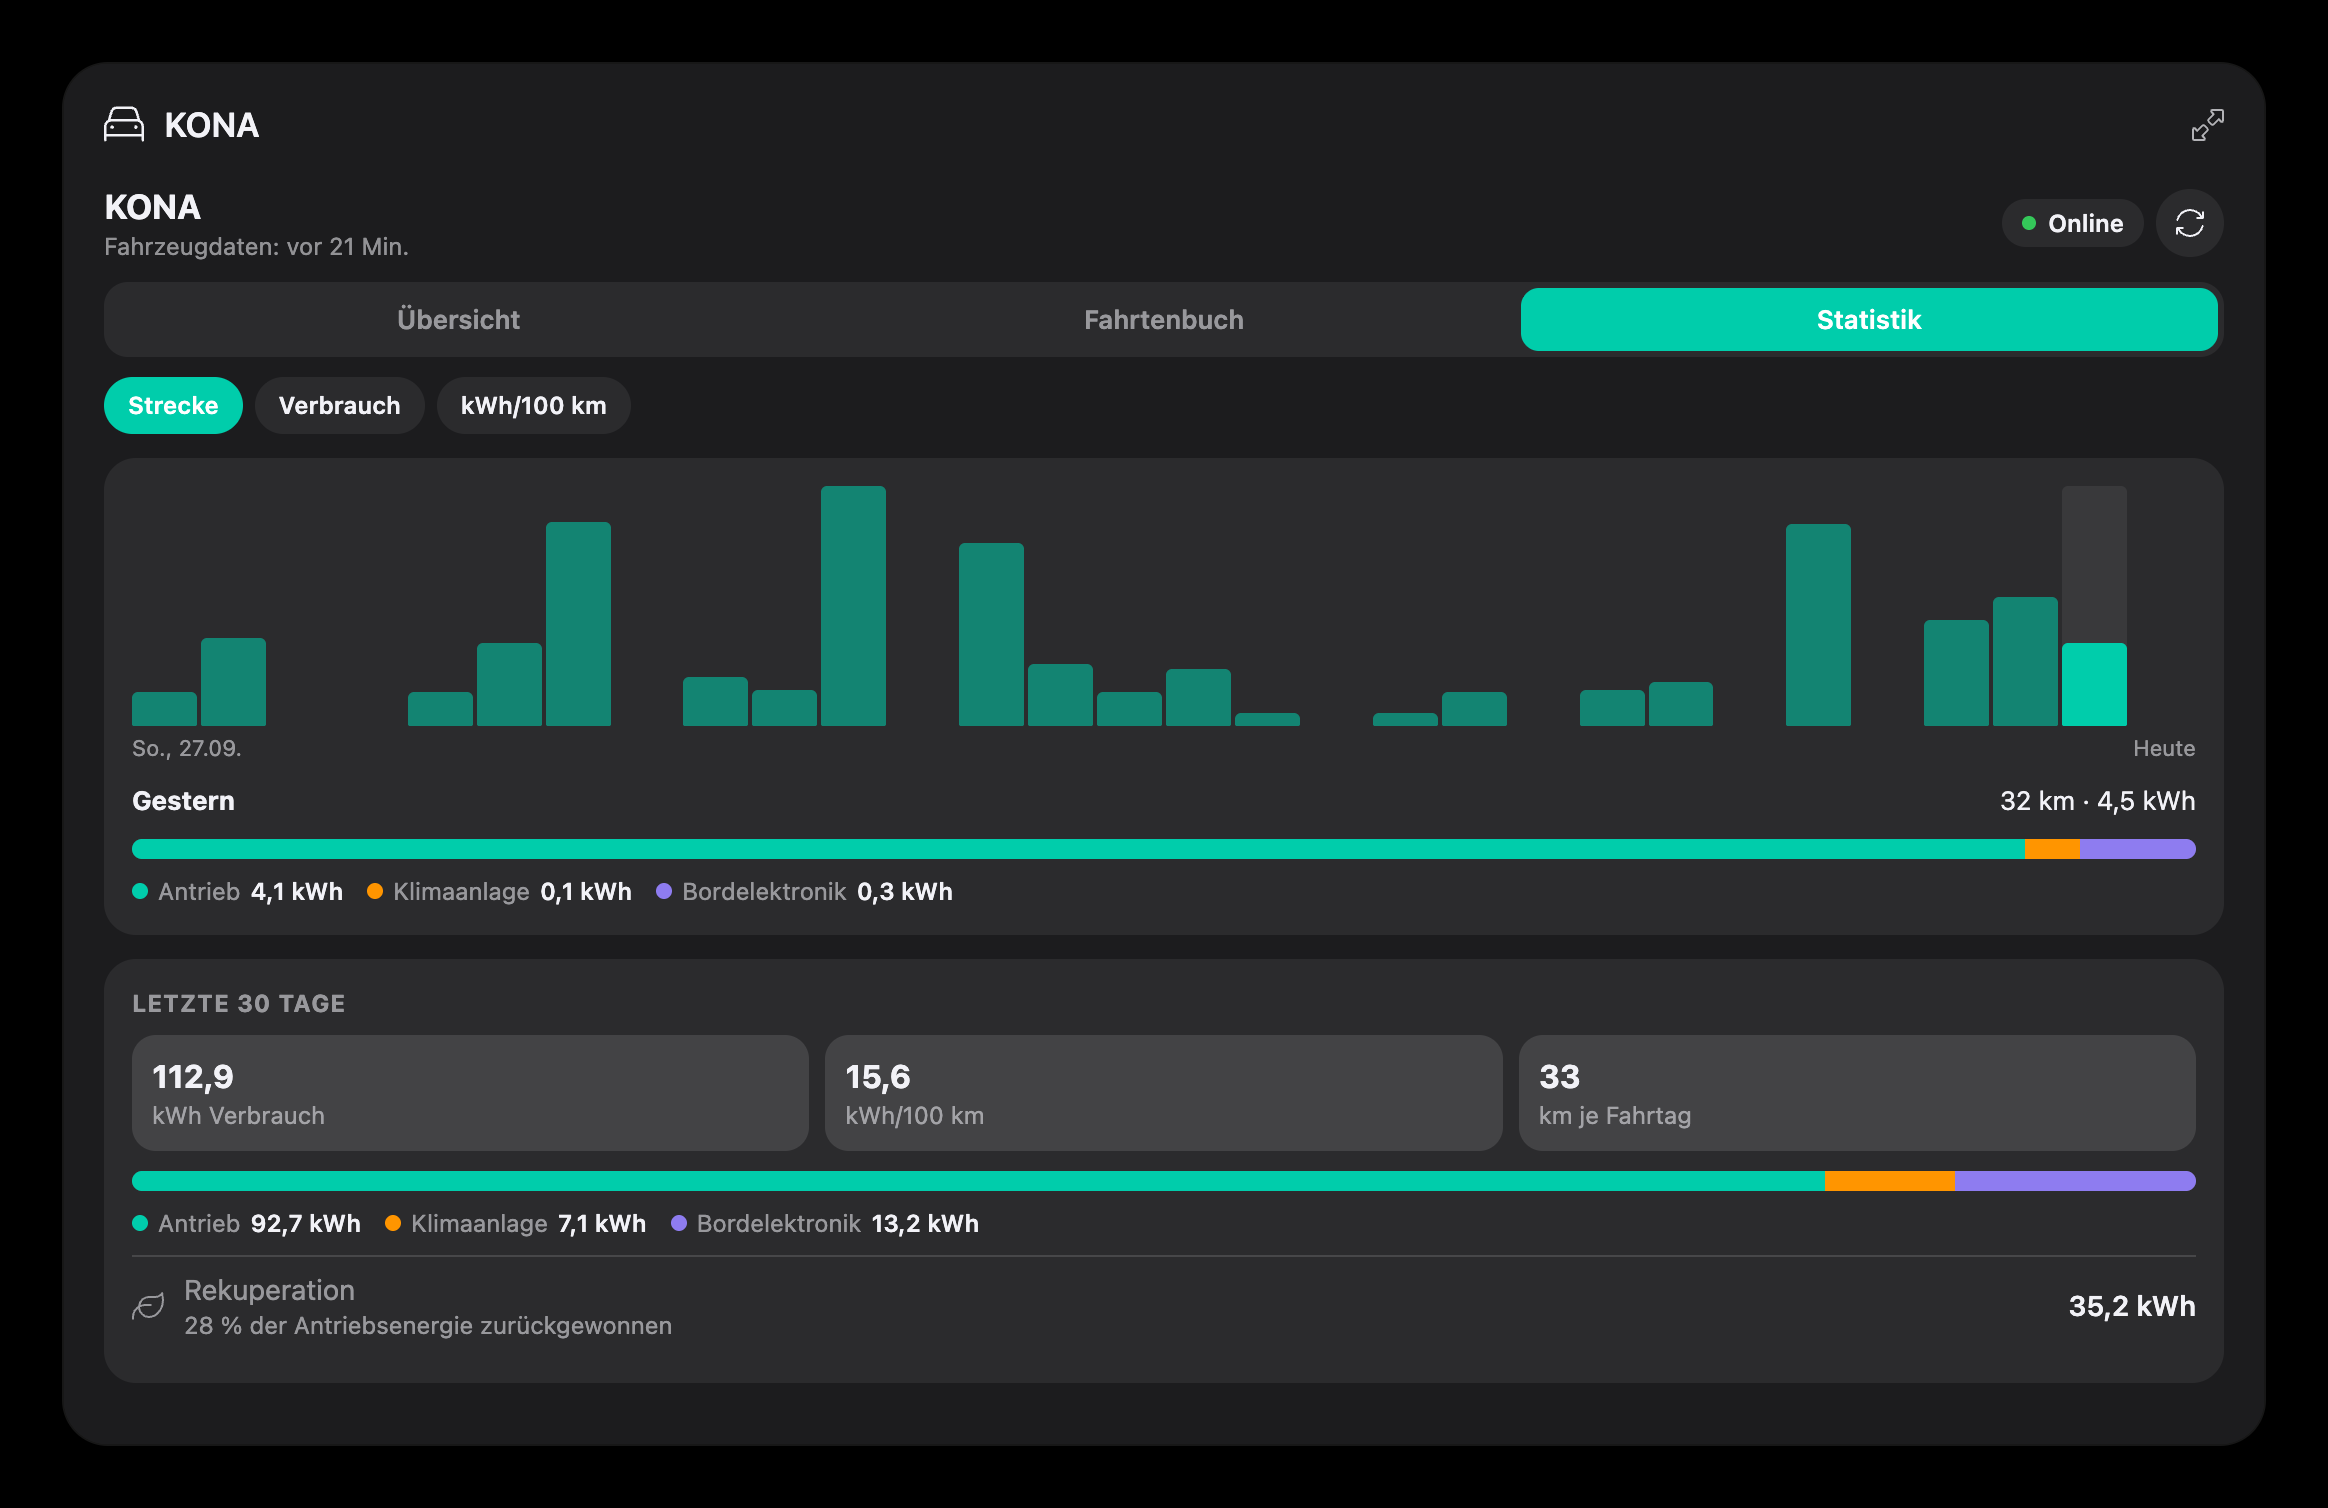 KONA
KONA
Fahrzeugdaten: vor 21 Min.
Online
Übersicht
Fahrtenbuch
Statistik
Strecke
Verbrauch
kWh/100 km
So., 27.09.
Heute
Gestern
32 km · 4,5 kWh
Antrieb 4,1 kWh
Klimaanlage 0,1 kWh
Bordelektronik 0,3 kWh
LETZTE 30 TAGE
112,9
kWh Verbrauch
15,6
kWh/100 km
33
km je Fahrtag
Antrieb 92,7 kWh
Klimaanlage 7,1 kWh
Bordelektronik 13,2 kWh
Rekuperation
28 % der Antriebsenergie zurückgewonnen
35,2 kWh